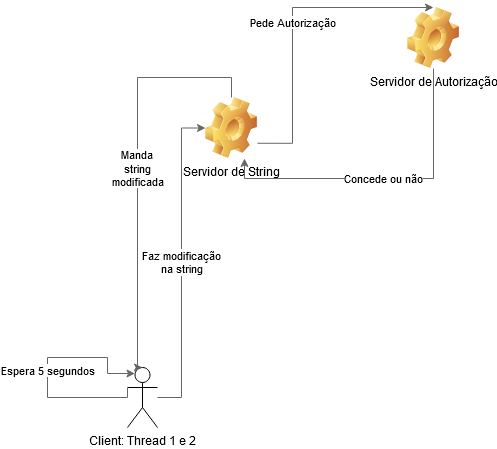 Pede Autorização
Servidor de Autorização
Manda
string
modificada
Servidor de String
Concede ou não
Faz modificação
na string
Espera 5 segundos
Client: Thread 1 e 2